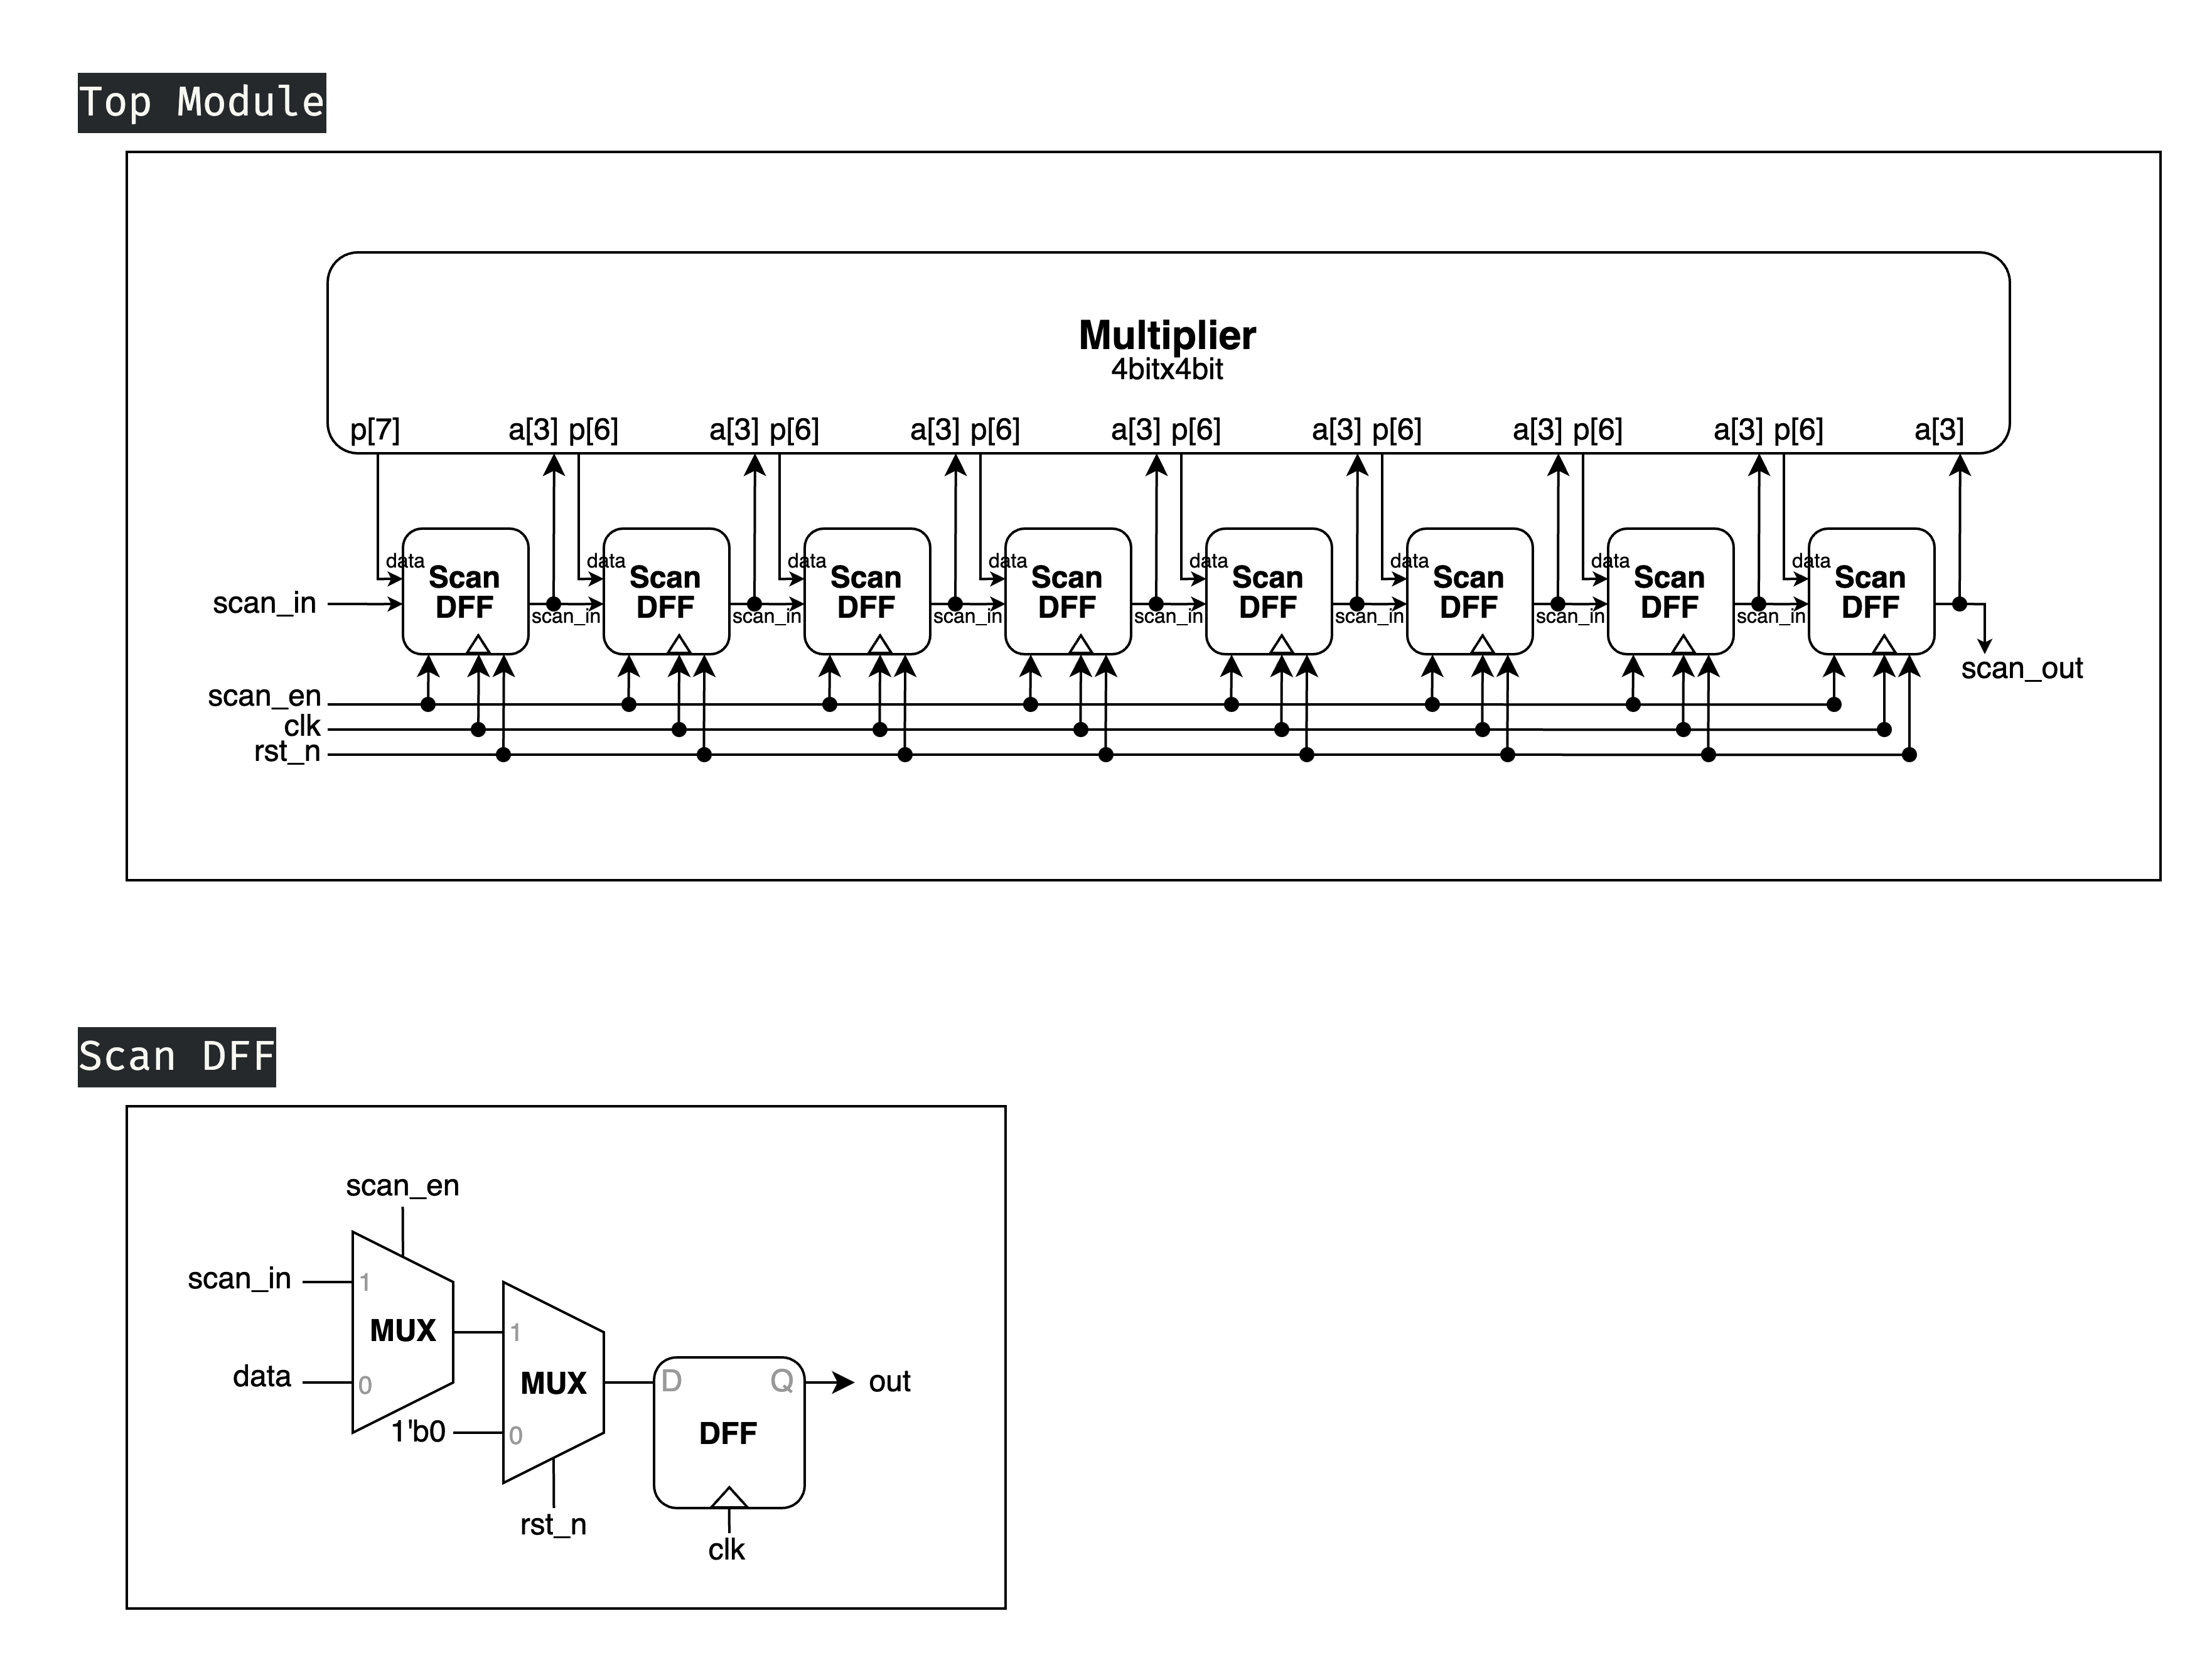 Top Module
Multiplier
4bitx4bit
p[7] a[3] p[6] a[3] p[6] a[3] p[6] a[3] p[6] a[3] p[6] a[3] p[6] a[3] p[6] a[3]
data data data data data data data data
Scan Scan Scan Scan Scan Scan Scan Scan
scan_in DFF DFF DFF DFF DFF DFF DFF DFF
scan_in scan_in scan_in scan_in scan_in scan_in scan_in
scan_out
scan_en
clk
rst_n
Scan DFF
scan_en
scan_in 1
MUX 1
data 0
MUX D Q out
1'b0 0
DFF
rst_n
clk